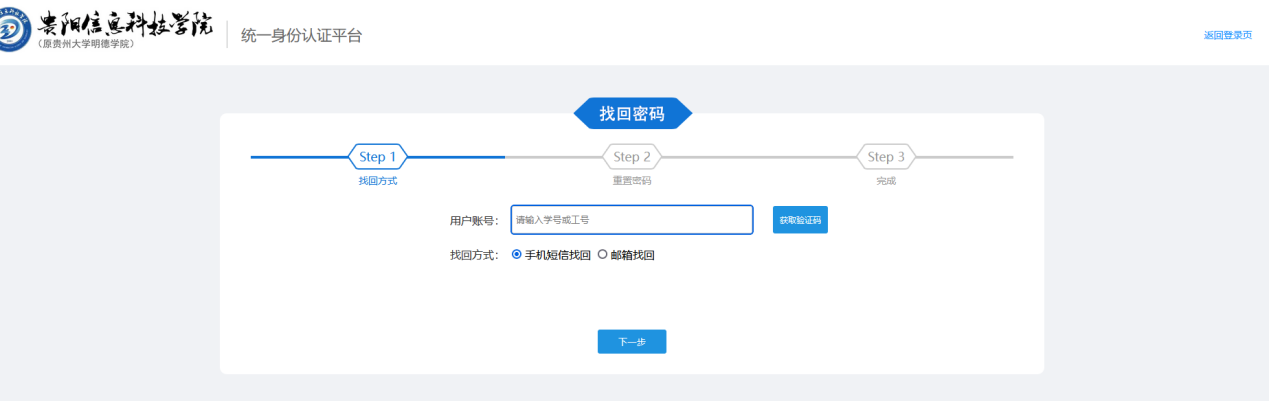 贵阳信息科技学院
（原贵州大学明德学院）
统一身份认证平台
返回登录页
找回密码
Step 1
Step 2
Step 3
找回方式
重置密码
完成
用户账号：
请输入学号或工号
获取验证码
找回方式：
手机短信找回 邮箱找回
下一步